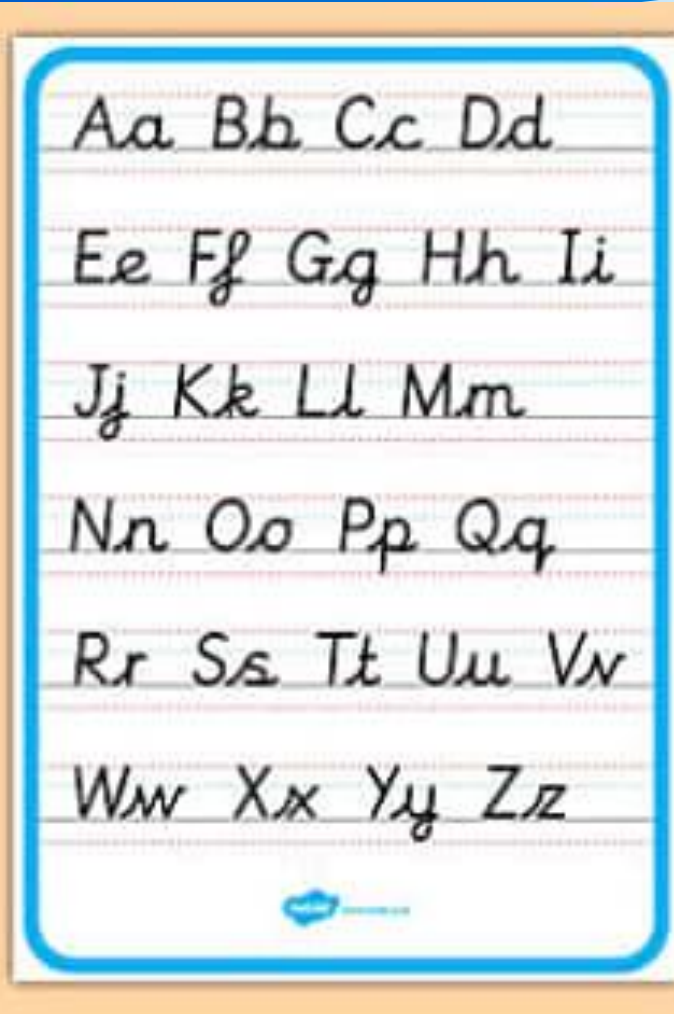 Aa Bb Cc Dd
Ee Ff Gg Hh Ii
Jj Kk Ll Mm
Nn Oo Pp Qq
Rr Ss Tt Uu Vv
Ww Xx Yy Zz